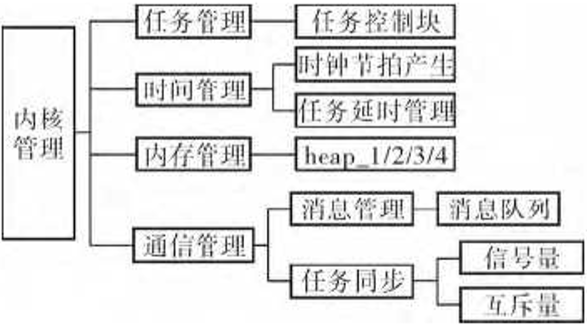 内核
管理
任务管理
任务控制块
时间管理
时钟节拍产生
任务延时管理
内存管理
heap_1/2/3/4
通信管理
消息管理
消息队列
任务同步
信号量
互斥量